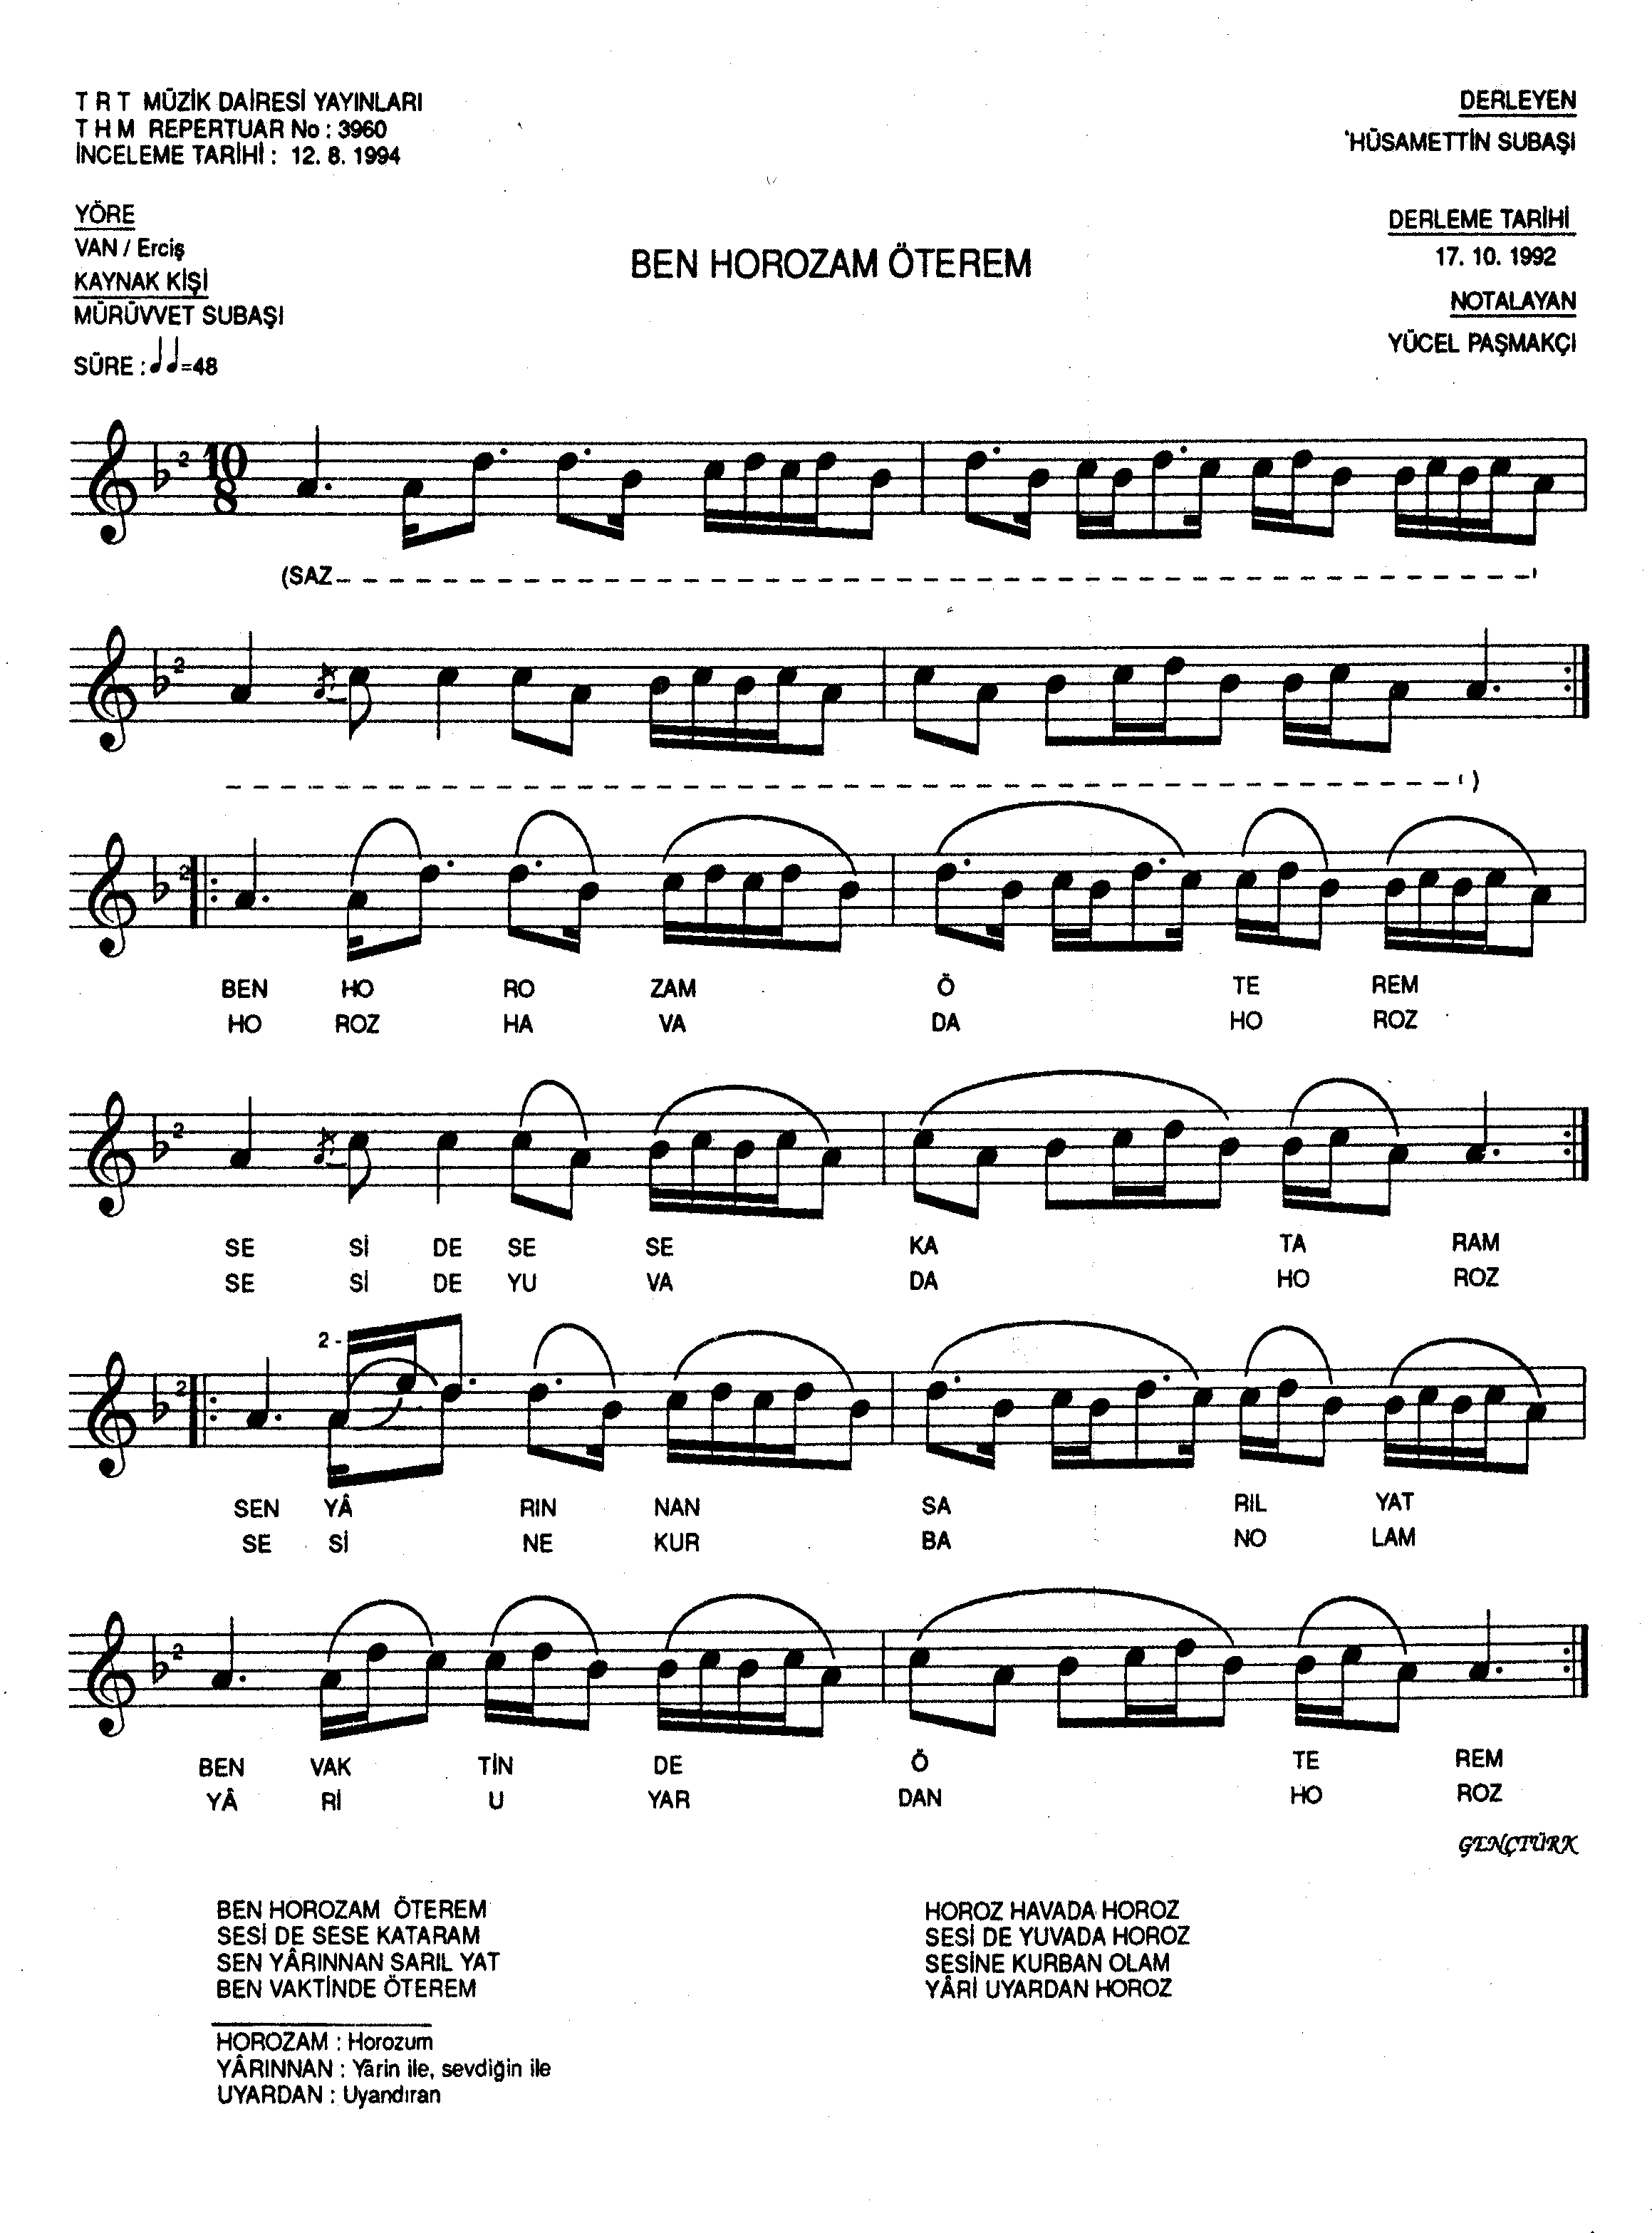 T R T MÜZİK DAİRESİ YAYINLARI
T H M REPERTUAR No : 3960
İNCELEME TARİHİ : 12. 8. 1994
DERLEYEN
HÜSAMETTİN SUBAŞI
YÖRE
VAN / Erciş
KAYNAK KİŞİ
MÜRÜVVET SUBAŞI
SÜRE : ♩♩=48
BEN HOROZAM ÖTEREM
DERLEME TARİHİ
17. 10. 1992
NOTALAYAN
YÜCEL PAŞMAKÇI
2 10 8
(SAZ
2
)
2
BEN HO RO ZAM Ö TE REM
HO ROZ HA VA DA HO ROZ
2
SE Sİ DE SE SE KA TA RAM
SE Sİ DE YU VA DA HO ROZ
2 -
2
SEN YÂ RIN NAN SA RIL YAT
SE Sİ NE KUR BA NO LAM
2
BEN VAK TİN DE Ö TE REM
YÂ Rİ U YAR DAN HO ROZ
GENÇTÜRK
BEN HOROZAM ÖTEREM
SESİ DE SESE KATARAM
SEN YÂRINNAN SARIL YAT
BEN VAKTİNDE ÖTEREM
HOROZ HAVADA HOROZ
SESİ DE YUVADA HOROZ
SESİNE KURBAN OLAM
YÂRİ UYARDAN HOROZ
HOROZAM : Horozum
YÂRINNAN : Yârin ile, sevdiğin ile
UYARDAN : Uyandıran